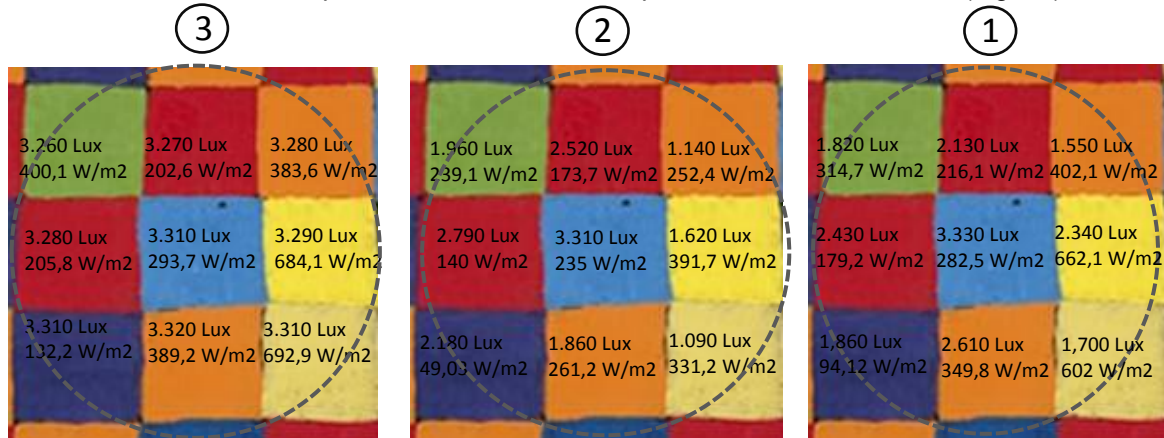 3
2
1
3.260 Lux
400,1 W/m2
3.270 Lux
202,6 W/m2
3.280 Lux
383,6 W/m2
3.280 Lux
205,8 W/m2
3.310 Lux
293,7 W/m2
3.290 Lux
684,1 W/m2
3.310 Lux
132,2 W/m2
3.320 Lux
389,2 W/m2
3.310 Lux
692,9 W/m2
1.960 Lux
239,1 W/m2
2.520 Lux
173,7 W/m2
1.140 Lux
252,4 W/m2
2.790 Lux
140 W/m2
3.310 Lux
235 W/m2
1.620 Lux
391,7 W/m2
2.180 Lux
49,03 W/m2
1.860 Lux
261,2 W/m2
1.090 Lux
331,2 W/m2
1.820 Lux
314,7 W/m2
2.130 Lux
216,1 W/m2
1.550 Lux
402,1 W/m2
2.430 Lux
179,2 W/m2
3.330 Lux
282,5 W/m2
2.340 Lux
662,1 W/m2
1,860 Lux
94,12 W/m2
2.610 Lux
349,8 W/m2
1,700 Lux
602 W/m2